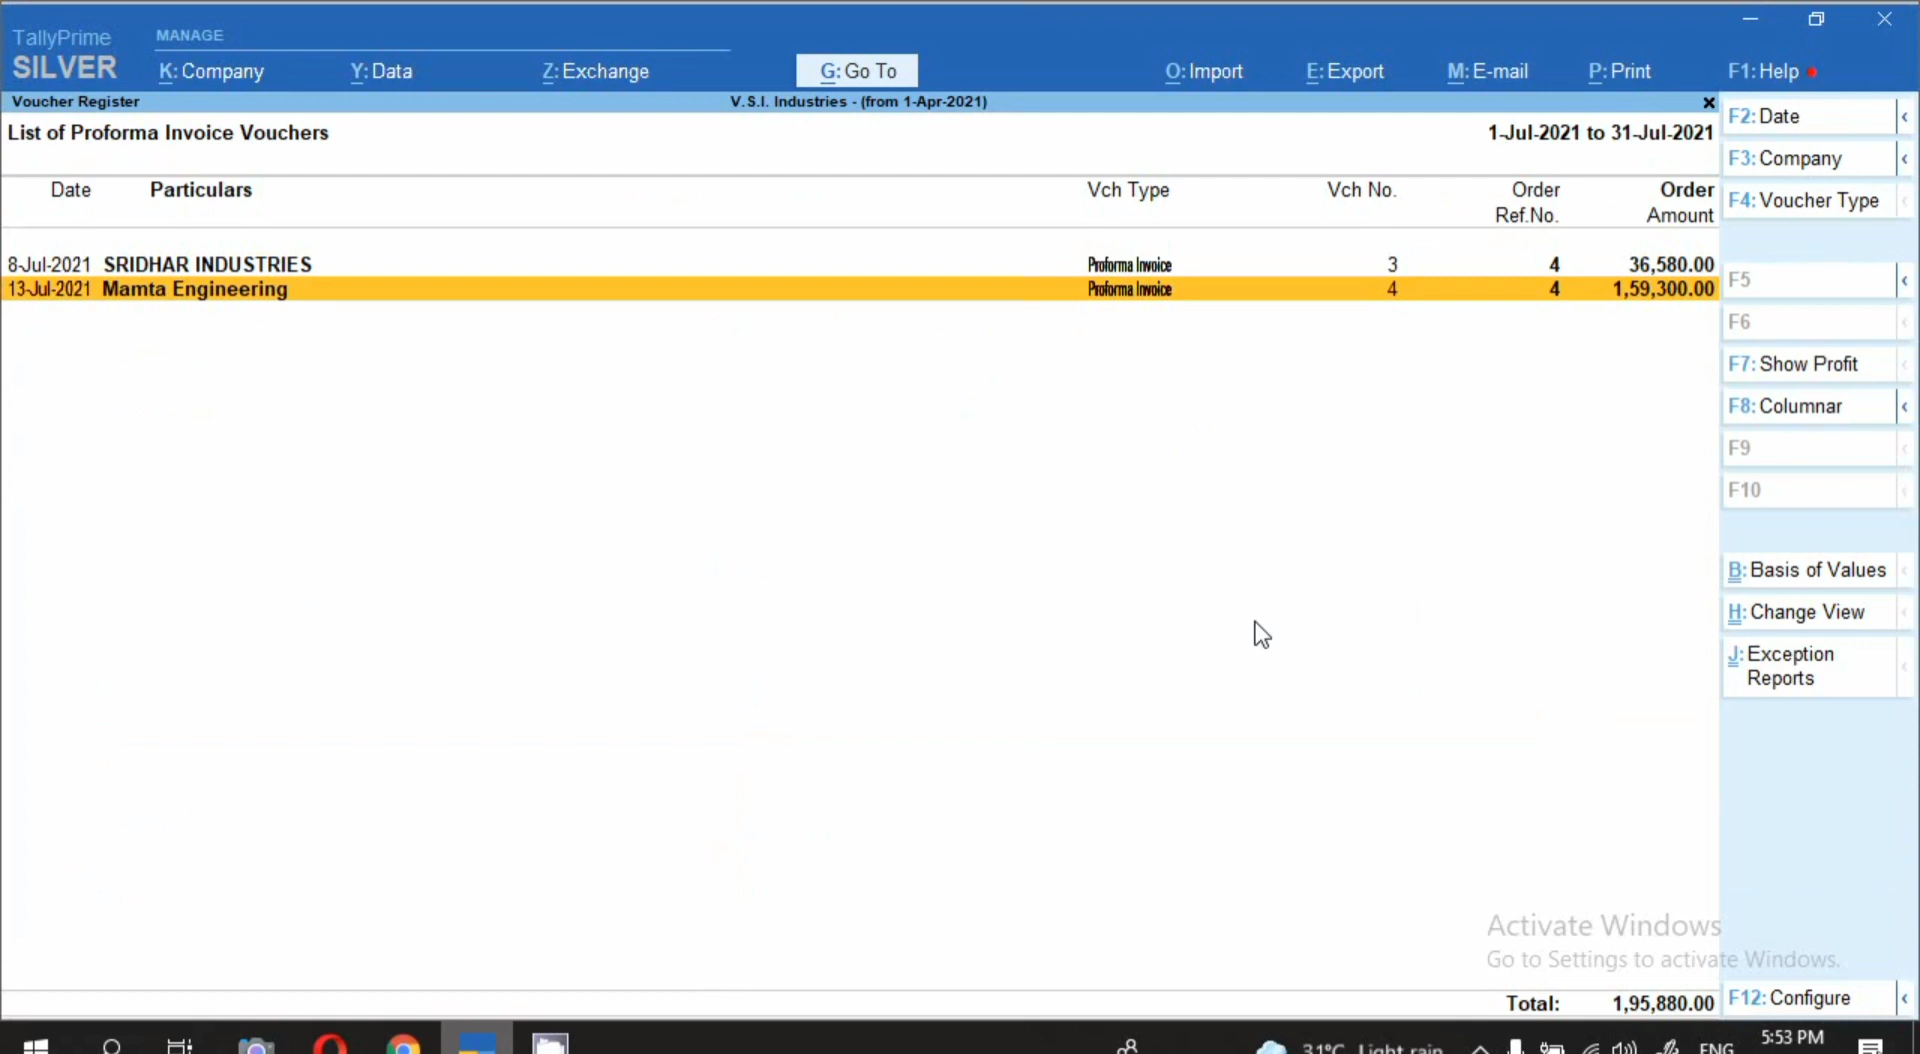 TallyPrime
SILVER
MANAGE
K: Company
Y: Data
Z: Exchange
G: Go To
O: Import
E: Export
M: E-mail
P: Print
F1: Help
Voucher Register
V.S.I. Industries - (from 1-Apr-2021)
List of Proforma Invoice Vouchers
1-Jul-2021 to 31-Jul-2021
Date Particulars Vch Type Vch No. Order Order
Ref.No. Amount
8-Jul-2021 SRIDHAR INDUSTRIES Proforma Invoice 3 4 36,580.00
13-Jul-2021 Mamta Engineering Proforma Invoice 4 4 1,59,300.00
Total: 1,95,880.00
F2: Date
F3: Company
F4: Voucher Type
F5
F6
F7: Show Profit
F8: Columnar
F9
F10
B: Basis of Values
H: Change View
J: Exception
Reports
Activate Windows
Go to Settings to activate Windows.
F12: Configure
31°C Light rain
ENG
5:53 PM